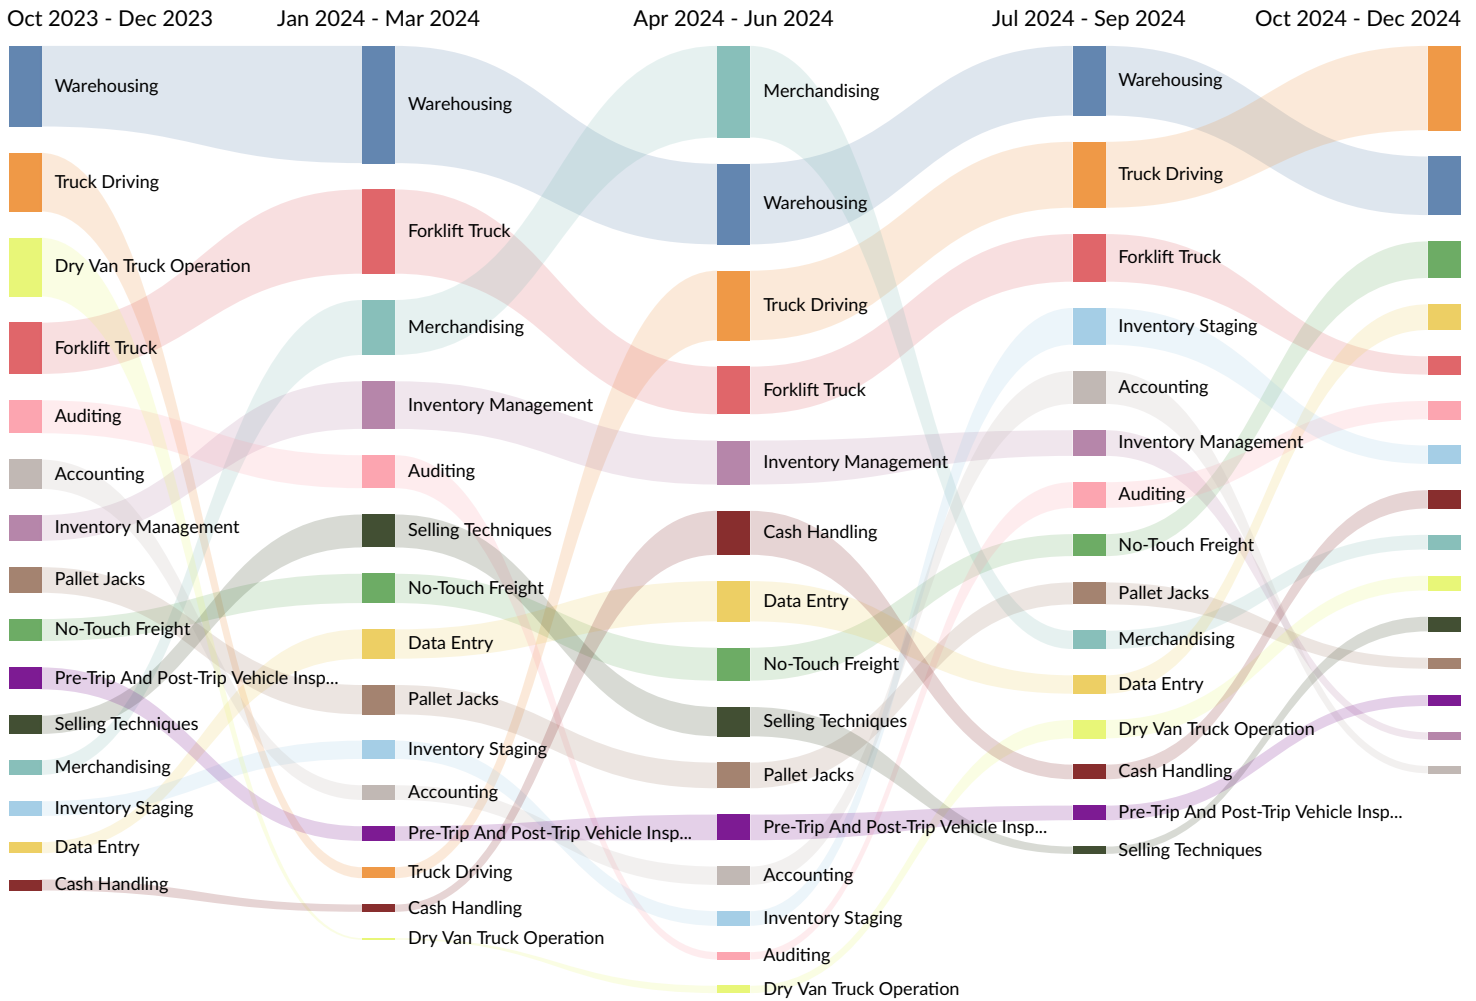 Oct 2023 - Dec 2023
Jan 2024 - Mar 2024
Apr 2024 - Jun 2024
Jul 2024 - Sep 2024
Oct 2024 - Dec 2024
Warehousing
Truck Driving
Dry Van Truck Operation
Forklift Truck
Auditing
Accounting
Inventory Management
Pallet Jacks
No-Touch Freight
Pre-Trip And Post-Trip Vehicle Insp...
Selling Techniques
Merchandising
Inventory Staging
Data Entry
Cash Handling
Warehousing
Forklift Truck
Merchandising
Inventory Management
Auditing
Selling Techniques
No-Touch Freight
Data Entry
Pallet Jacks
Inventory Staging
Accounting
Pre-Trip And Post-Trip Vehicle Insp...
Truck Driving
Cash Handling
Dry Van Truck Operation
Merchandising
Warehousing
Truck Driving
Forklift Truck
Inventory Management
Cash Handling
Data Entry
No-Touch Freight
Selling Techniques
Pallet Jacks
Pre-Trip And Post-Trip Vehicle Insp...
Accounting
Inventory Staging
Auditing
Dry Van Truck Operation
Warehousing
Truck Driving
Forklift Truck
Inventory Staging
Accounting
Inventory Management
Auditing
No-Touch Freight
Pallet Jacks
Merchandising
Data Entry
Dry Van Truck Operation
Cash Handling
Pre-Trip And Post-Trip Vehicle Insp...
Selling Techniques